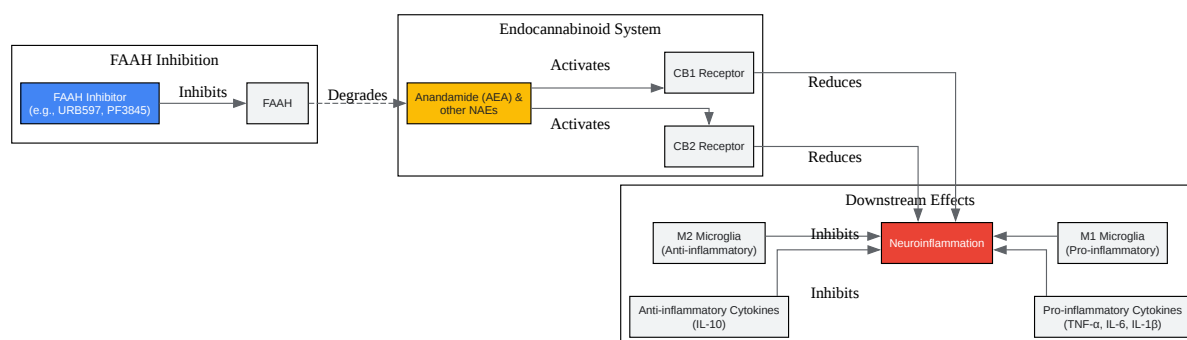 Endocannabinoid System
FAAH Inhibition
FAAH Inhibitor
(e.g., URB597, PF3845)
Inhibits
FAAH
Degrades
Anandamide (AEA) &
other NAEs
Activates
Activates
CB1 Receptor
CB2 Receptor
Reduces
Reduces
Downstream Effects
M2 Microglia
(Anti-inflammatory)
Inhibits
Neuroinflammation
M1 Microglia
(Pro-inflammatory)
Anti-inflammatory Cytokines
(IL-10)
Inhibits
Pro-inflammatory Cytokines
(TNF-α, IL-6, IL-1β)